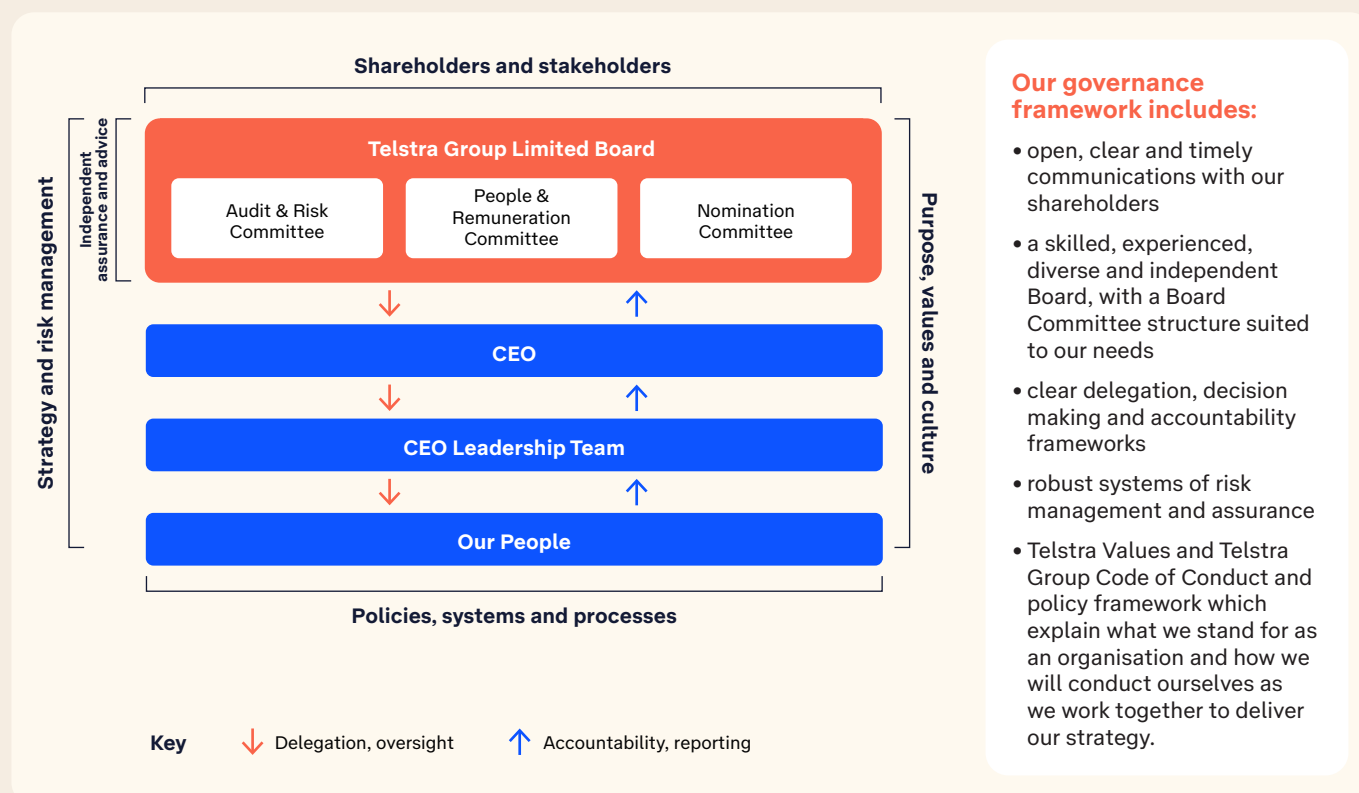 Shareholders and stakeholders
Strategy and risk management
Independent
assurance and advice
Telstra Group Limited Board
Audit & Risk
Committee
People &
Remuneration
Committee
Nomination
Committee
CEO
CEO Leadership Team
Our People
Purpose, values and culture
Policies, systems and processes
Key
Delegation, oversight
Accountability, reporting
Our governance
framework includes:
• open, clear and timely
communications with our
shareholders
• a skilled, experienced,
diverse and independent
Board, with a Board
Committee structure suited
to our needs
• clear delegation, decision
making and accountability
frameworks
• robust systems of risk
management and assurance
• Telstra Values and Telstra
Group Code of Conduct and
policy framework which
explain what we stand for as
an organisation and how we
will conduct ourselves as
we work together to deliver
our strategy.